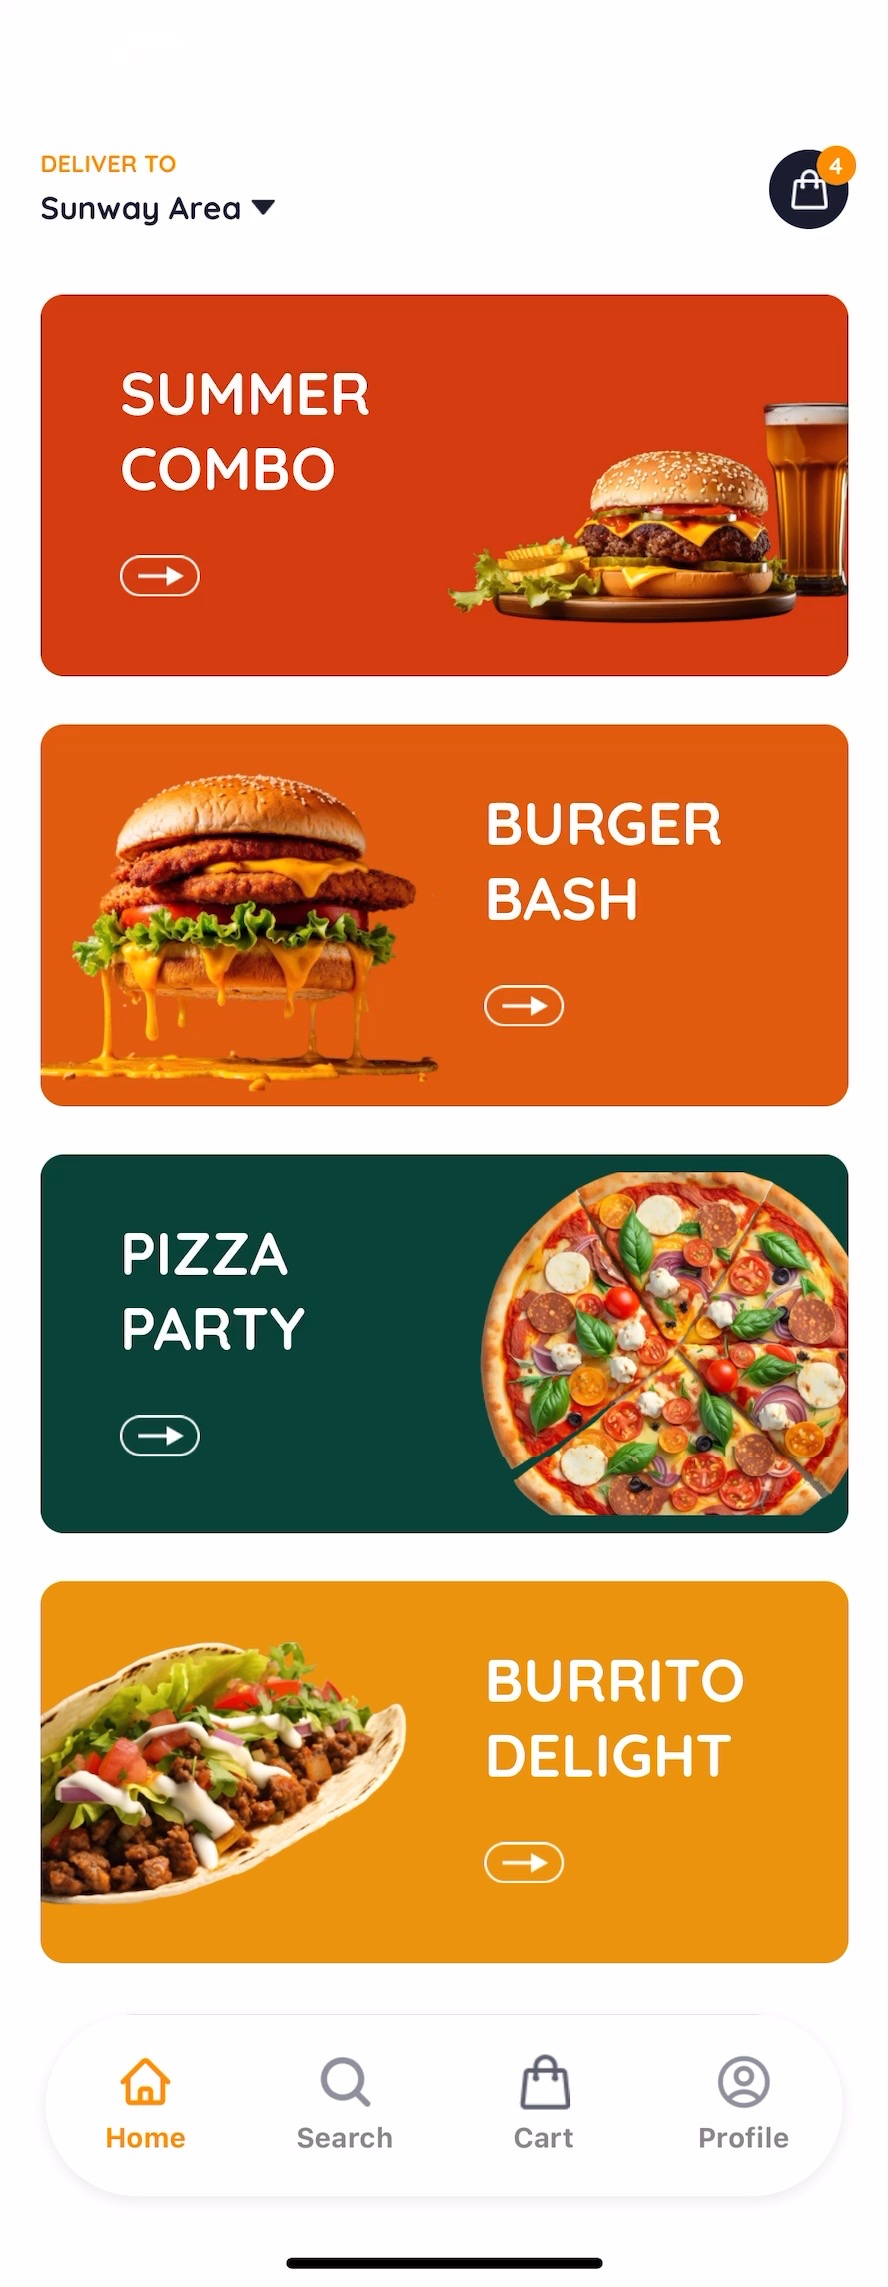 DELIVER TO
Sunway Area
4
SUMMER
COMBO
BURGER
BASH
PIZZA
PARTY
BURRITO
DELIGHT
Home
Search
Cart
Profile